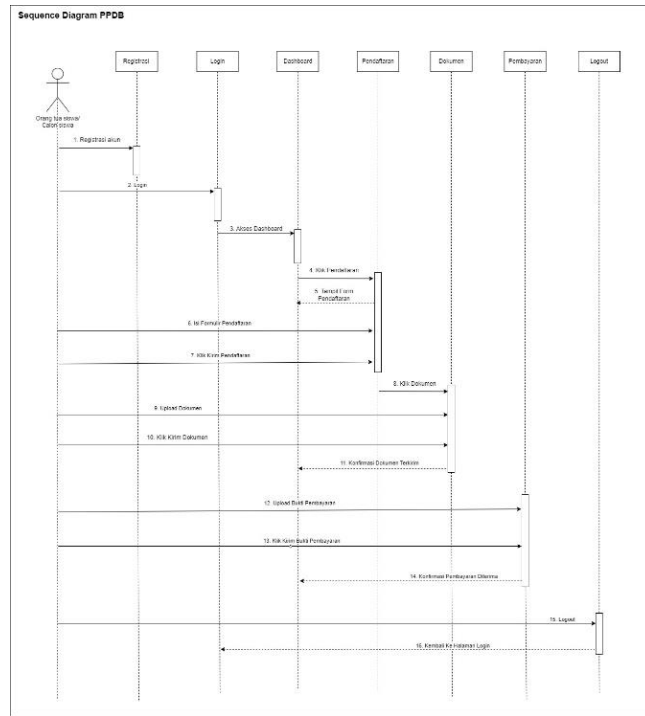 Sequence Diagram PPDB
Registrasi
Login
Dashboard
Pendaftaran
Dokumen
Pembayaran
Logout
Orang tua siswa/
Calon siswa
1. Registrasi akun
2. Login
3. Akses Dashboard
4. Klik Pendaftaran
5. Tampil Form
Pendaftaran
6. Isi Formulir Pendaftaran
7. Klik Kirim Pendaftaran
8. Klik Dokumen
9. Upload Dokumen
10. Klik Kirim Dokumen
11. Konfirmasi Dokumen Terkirim
12. Upload Bukti Pembayaran
13. Klik Kirim Bukti Pembayaran
14. Konfirmasi Pembayaran Diterima
15. Logout
16. Kembali Ke Halaman Login